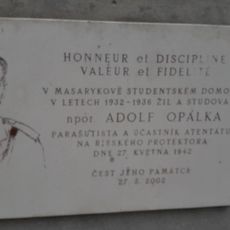 HONNEUR et DISCIPLINE
VALEUR et FIDELITÉ
V MASARYKOVĚ STUDENTSKÉM DOMOV
V LETECH 1932-1936 ŽIL A STUDOVAL
npor. ADOLF OPÁLKA
PARAŠUTISTA A ÚČASTNÍK ATENTÁTU
NA ŘÍŠSKÉHO PROTEKTORA
DNE 27. KVĚTNA 1942
ČEST JEHO PAMÁTCE
27. 5. 2002